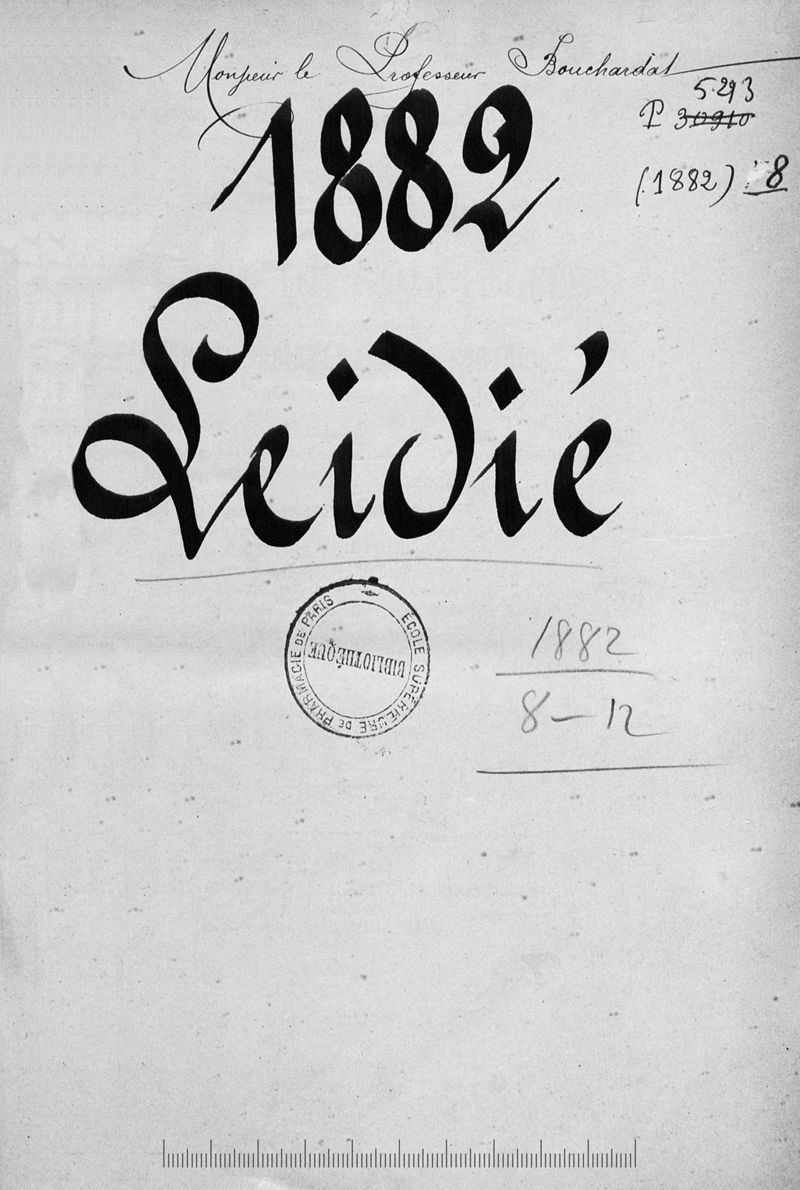 Monsieur le Professeur Bouchardat
5.293
P 30910
(1882) 8
1882
Leidié
ÉCOLE SUPÉRIEURE DE PHARMACIE DE PARIS
BIBLIOTHÈQUE
1882
8—12